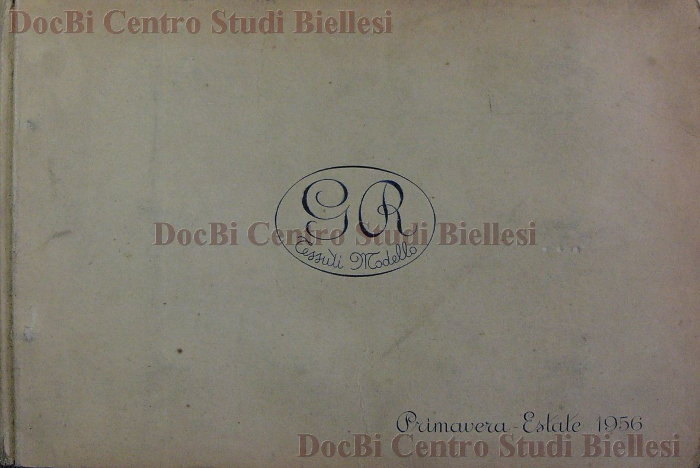 DocBi Centro Studi Biellesi
GR
DocBi Centro Studi Biellesi
Tessuti Modello
Primavera-Estate 1956
DocBi Centro Studi Biellesi